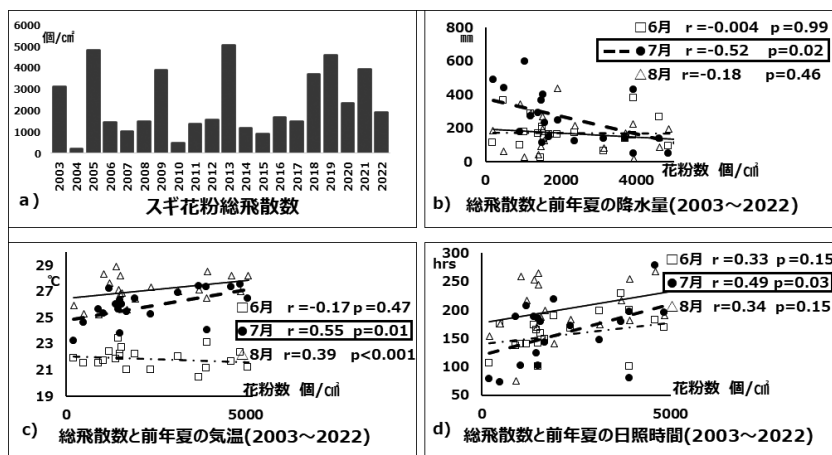 6000
5000
4000
3000
2000
1000
0
個/㎠
2003
2004
2005
2006
2007
2008
2009
2010
2011
2012
2013
2014
2015
2016
2017
2018
2019
2020
2021
2022
a) スギ花粉総飛散数
800
600
400
200
0
㎜
□ 6月 r =-0.004 p=0.99
● 7月 r=-0.52 p=0.02
△ 8月 r=-0.18 p=0.46
0 2000 4000
花粉数 個/㎠
b) 総飛散数と前年夏の降水量(2003～2022)
29
27
25
23
21
19
℃
□ 6月 r=-0.17 p=0.47
● 7月 r=0.55 p=0.01
△ 8月 r=0.39 p<0.001
花粉数 個/㎠
0 5000
c) 総飛散数と前年夏の気温(2003～2022)
300
250
200
150
100
50
hrs
□ 6月 r=0.33 p=0.15
● 7月 r=0.49 p=0.03
△ 8月 r=0.34 p=0.15
花粉数 個/㎠
0 5000
d) 総飛散数と前年夏の日照時間(2003～2022)